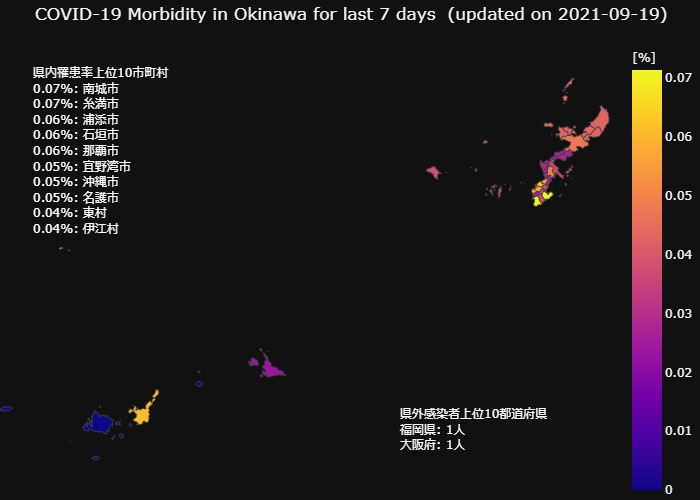 COVID-19 Morbidity in Okinawa for last 7 days  (updated on 2021-09-19)
県内罹患率上位10市町村
0.07%: 南城市
0.07%: 糸満市
0.06%: 浦添市
0.06%: 石垣市
0.06%: 那覇市
0.05%: 宜野湾市
0.05%: 沖縄市
0.05%: 名護市
0.04%: 東村
0.04%: 伊江村
[%]
0.07
0.06
0.05
0.04
0.03
0.02
0.01
0
県外感染者上位10都道府県
福岡県: 1人
大阪府: 1人